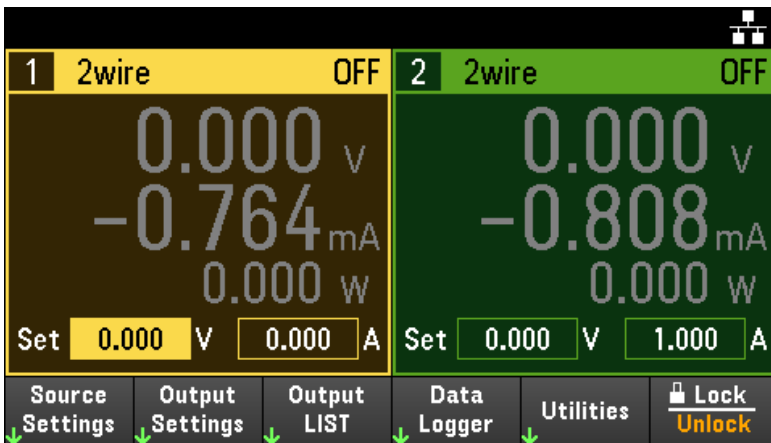 1 2wire OFF
0.000 V
-0.764 mA
0.000 W
Set 0.000 V 0.000 A
2 2wire OFF
0.000 V
-0.808 mA
0.000 W
Set 0.000 V 1.000 A
Source Settings
Output Settings
Output LIST
Data Logger
Utilities
Lock
Unlock